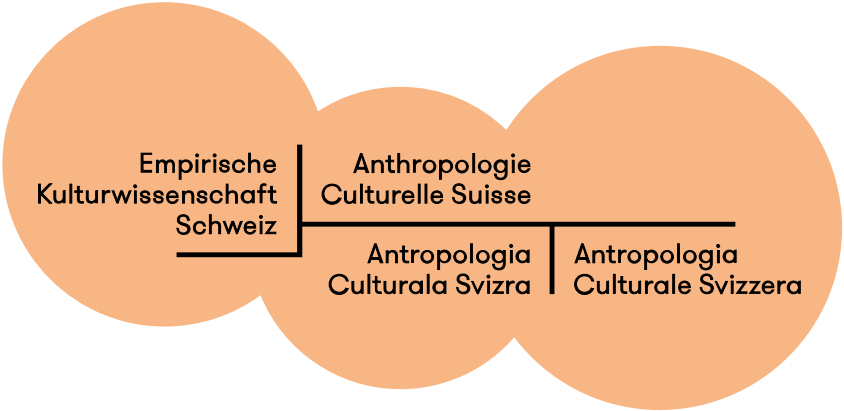 Empirische
Kulturwissenschaft
Schweiz
Anthropologie
Culturelle Suisse
Antropologia
Culturala Svizra
Antropologia
Culturale Svizzera